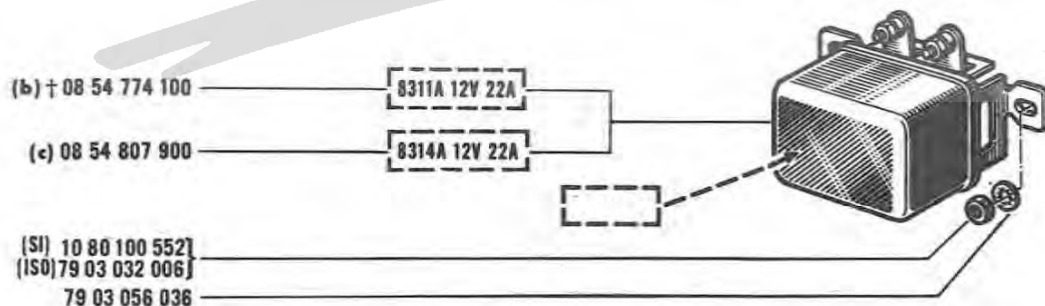 (b) † 08 54 774 100 8311A 12V 22A
(c) 08 54 807 900 8314A 12V 22A
(SI) 10 80 100 552}
(ISO) 79 03 032 006}
79 03 056 036